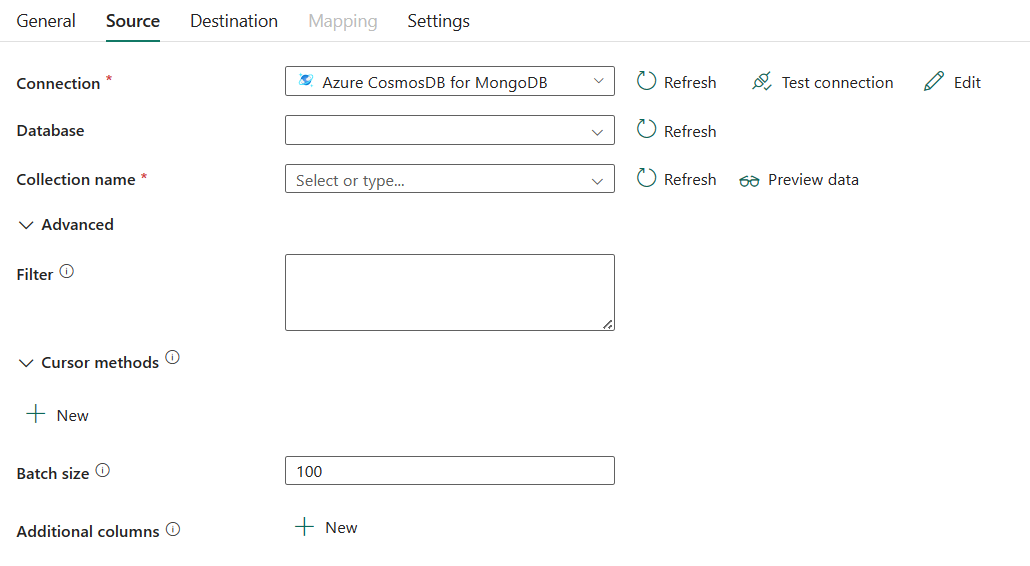 General Source Destination Mapping Settings
Connection * Azure CosmosDB for MongoDB Refresh Test connection Edit
Database Refresh
Collection name * Select or type... Refresh Preview data
Advanced
Filter
Cursor methods
New
Batch size 100
Additional columns New